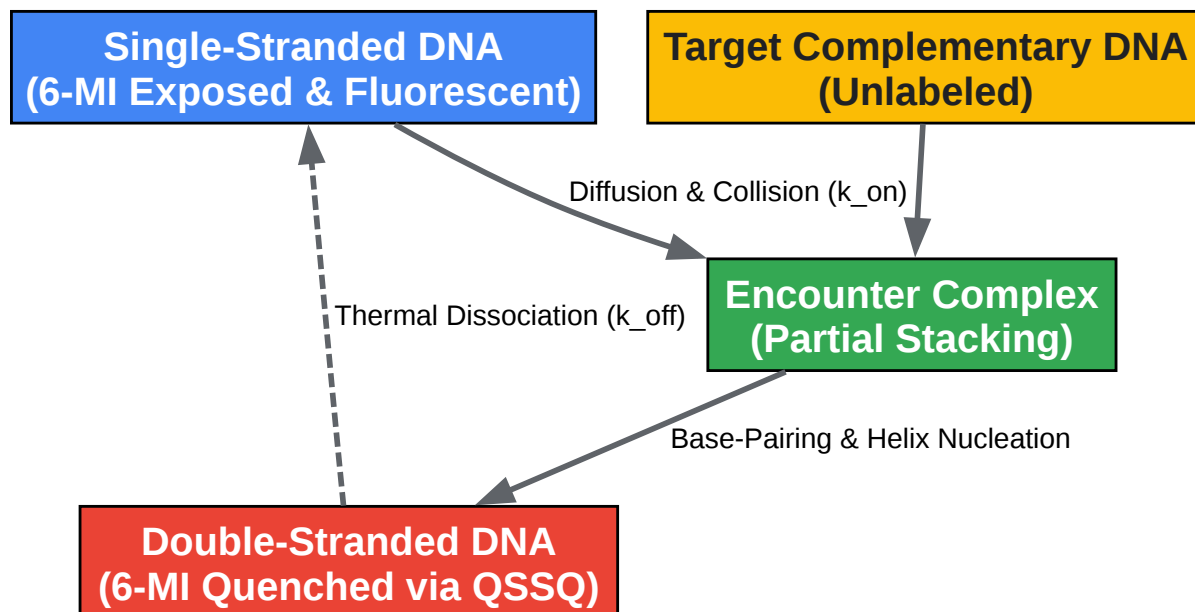 Single-Stranded DNA
(6-MI Exposed & Fluorescent)
Target Complementary DNA
(Unlabeled)
Diffusion & Collision (k_on)
Encounter Complex
(Partial Stacking)
Thermal Dissociation (k_off)
Base-Pairing & Helix Nucleation
Double-Stranded DNA
(6-MI Quenched via QSSQ)